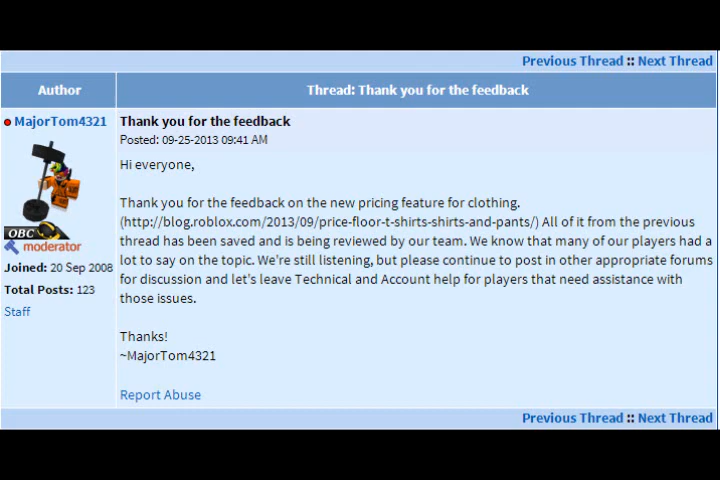 Previous Thread :: Next Thread
Author
Thread: Thank you for the feedback
MajorTom4321
Thank you for the feedback
Posted: 09-25-2013 09:41 AM
Hi everyone,
Thank you for the feedback on the new pricing feature for clothing.
(http://blog.roblox.com/2013/09/price-floor-t-shirts-shirts-and-pants/) All of it from the previous
thread has been saved and is being reviewed by our team. We know that many of our players had a
lot to say on the topic. We're still listening, but please continue to post in other appropriate forums
for discussion and let's leave Technical and Account help for players that need assistance with
those issues.
Thanks!
~MajorTom4321
OBC
moderator
Joined: 20 Sep 2008
Total Posts: 123
Staff
Report Abuse
Previous Thread :: Next Thread